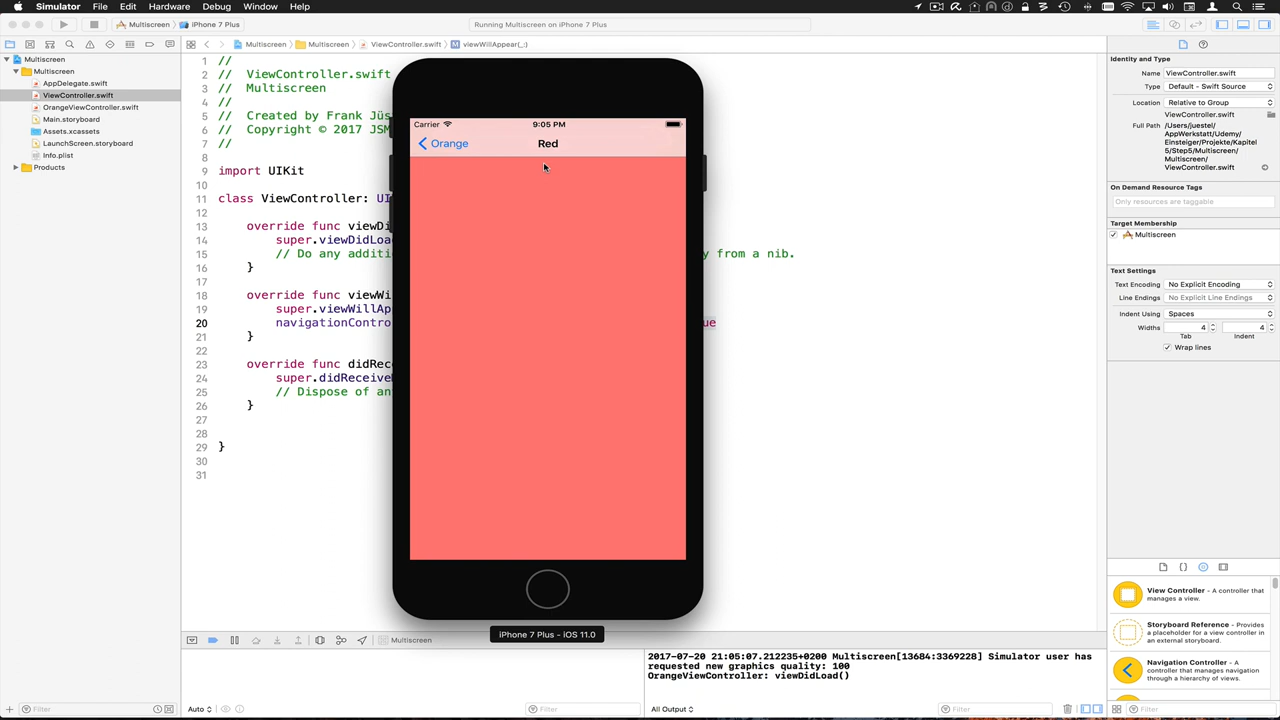 Simulator File Edit Hardware Debug Window Help
Multiscreen iPhone 7 Plus
Running Multiscreen on iPhone 7 Plus
Multiscreen Multiscreen ViewController.swift viewWillAppear(_:)
Multiscreen
Multiscreen
AppDelegate.swift
ViewController.swift
OrangeViewController.swift
Main.storyboard
Assets.xcassets
LaunchScreen.storyboard
Info.plist
Products
Filter
1 //
2 // ViewController.swift
3 // Multiscreen
4 //
5 // Created by Frank Jüs
6 // Copyright © 2017 JSM
7 //
8
9 import UIKit
10
11 class ViewController: UI
12
13 override func viewDi
14 super.viewDidLoa
15 // Do any additi y from a nib.
16 }
17
18 override func viewWi
19 super.viewWillAp
20 navigationContro ue
21 }
22
23 override func didRec
24 super.didReceive
25 // Dispose of an
26 }
27
28
29 }
30
31
Carrier 9:05 PM
Orange Red
iPhone 7 Plus – iOS 11.0
Multiscreen
Auto
Filter
2017-07-20 21:05:07.212235+0200 Multiscreen[13684:3369228] Simulator user has
requested new graphics quality: 100
OrangeViewController: viewDidLoad()
All Output
Filter
Identity and Type
Name ViewController.swift
Type Default - Swift Source
Location Relative to Group
ViewController.swift
Full Path /Users/juestel/
AppWerkstatt/Udemy/
Einsteiger/Projekte/Kapitel
5/Step5/Multiscreen/
Multiscreen/
ViewController.swift
On Demand Resource Tags
Only resources are taggable
Target Membership
Multiscreen
Text Settings
Text Encoding No Explicit Encoding
Line Endings No Explicit Line Endings
Indent Using Spaces
Widths 4 4
Tab Indent
Wrap lines
View Controller - A controller that
manages a view.
Storyboard Reference - Provides
a placeholder for a view controller in
an external storyboard.
Navigation Controller - A
controller that manages navigation
through a hierarchy of views.
Filter